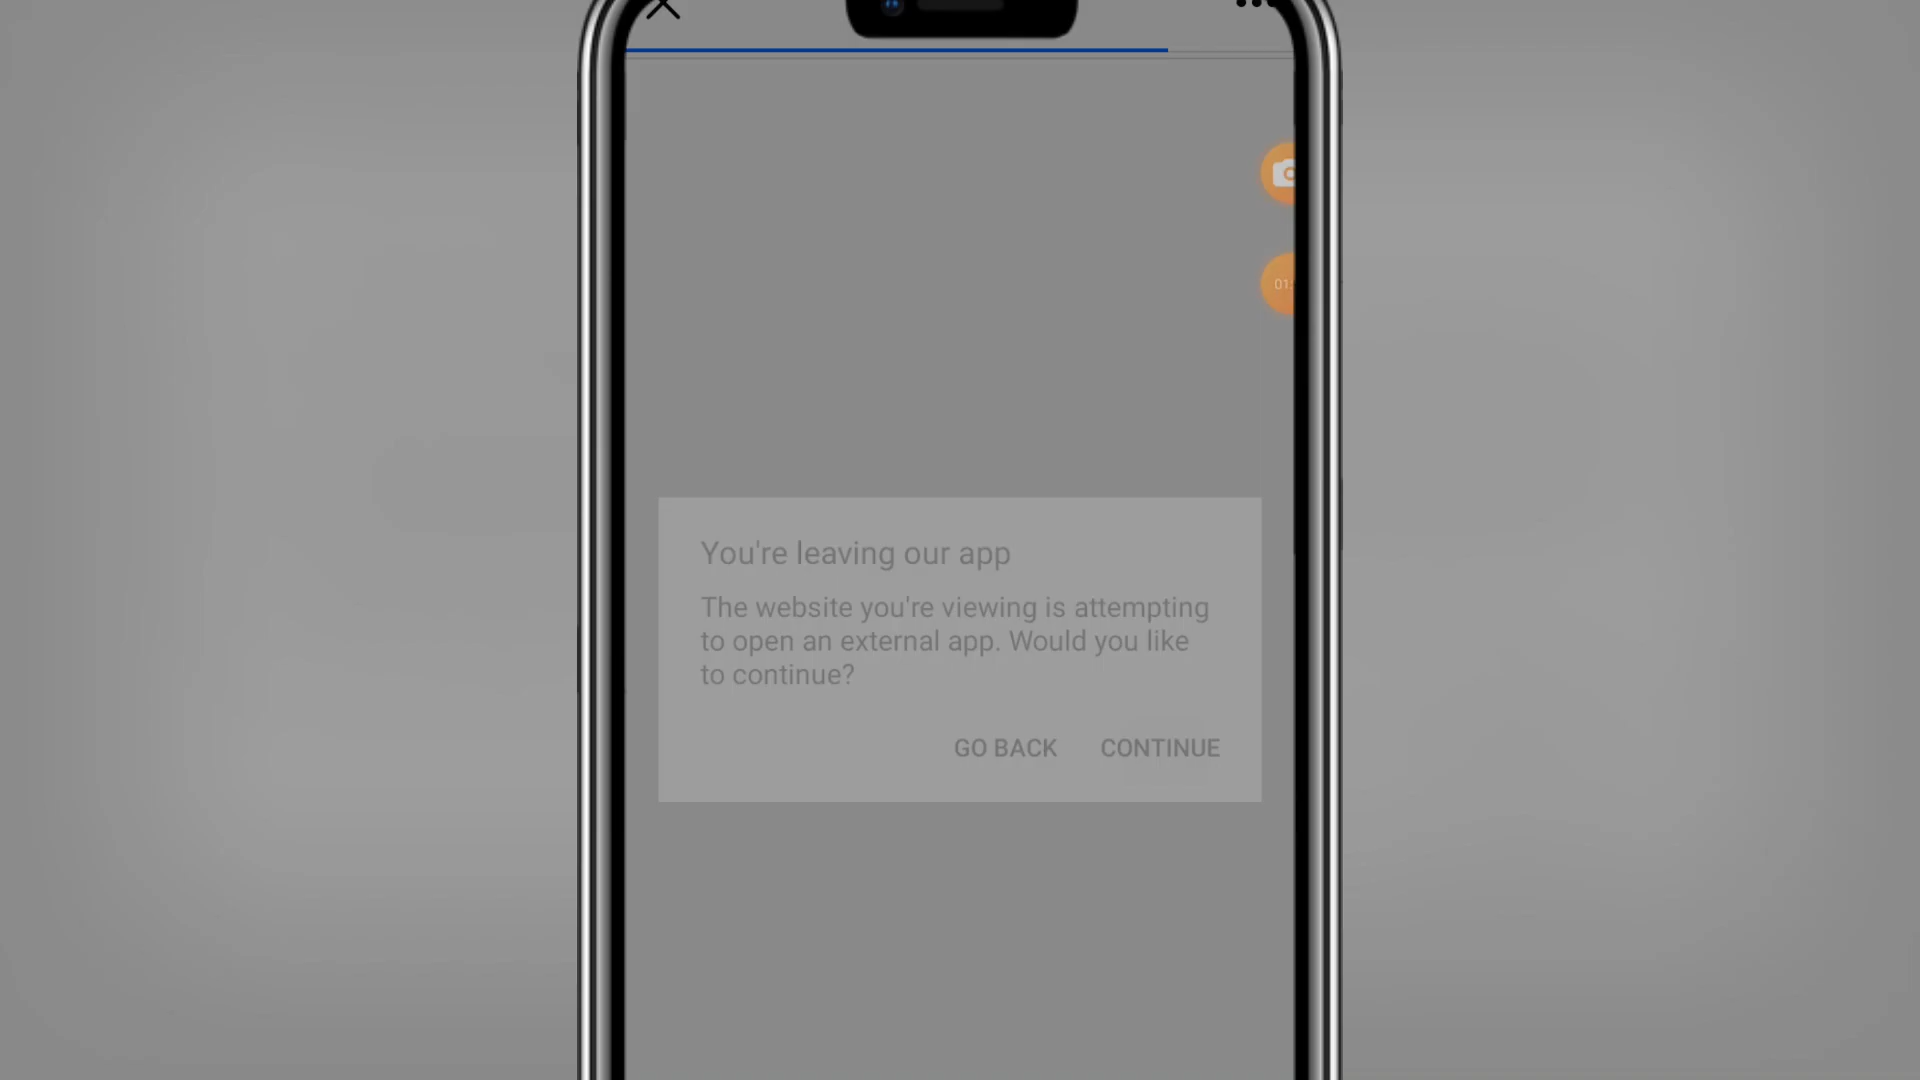 01:
You're leaving our app
The website you're viewing is attempting
to open an external app. Would you like
to continue?
GO BACK CONTINUE